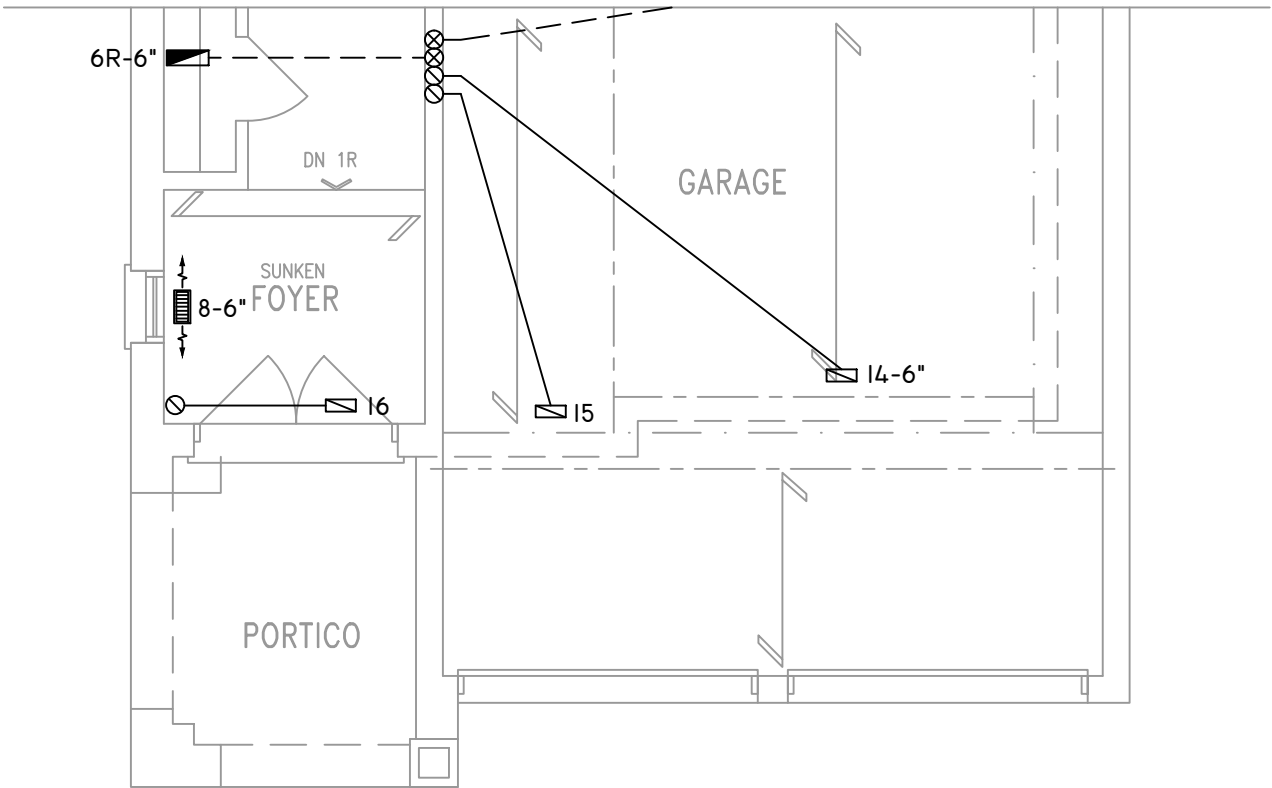 6R-6"
DN 1R
GARAGE
SUNKEN
FOYER
8-6"
14-6"
16
15
PORTICO